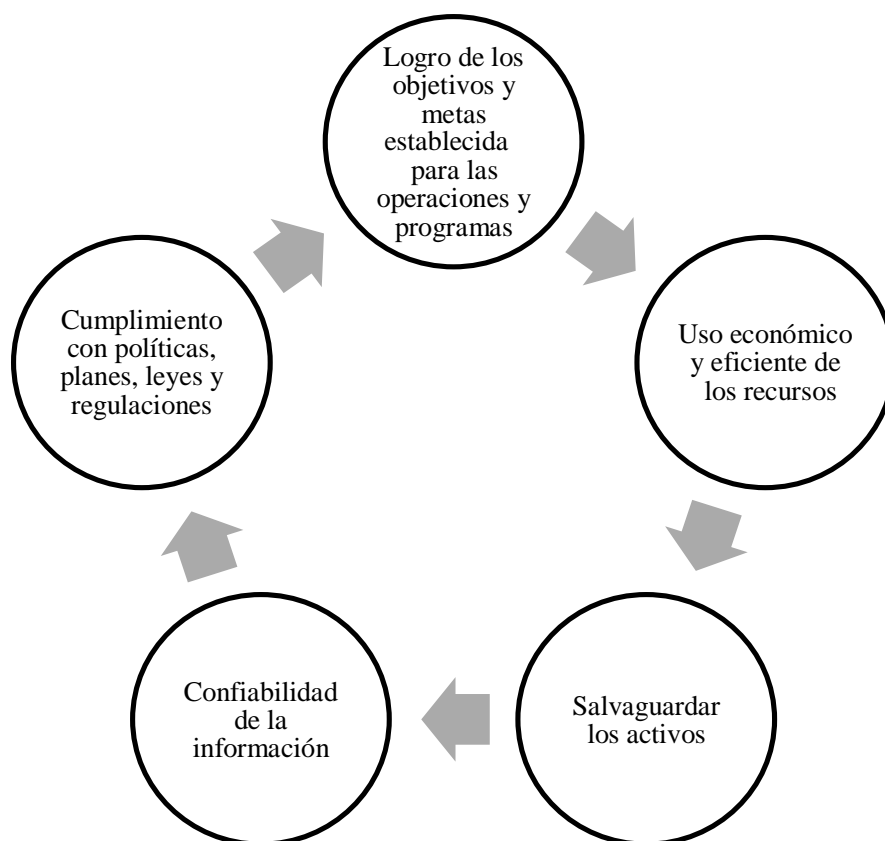 Logro de los
objetivos y
metas
establecida
para las
operaciones y
programas
Uso económico
y eficiente de
los recursos
Salvaguardar
los activos
Confiabilidad
de la
información
Cumplimiento
con políticas,
planes, leyes y
regulaciones